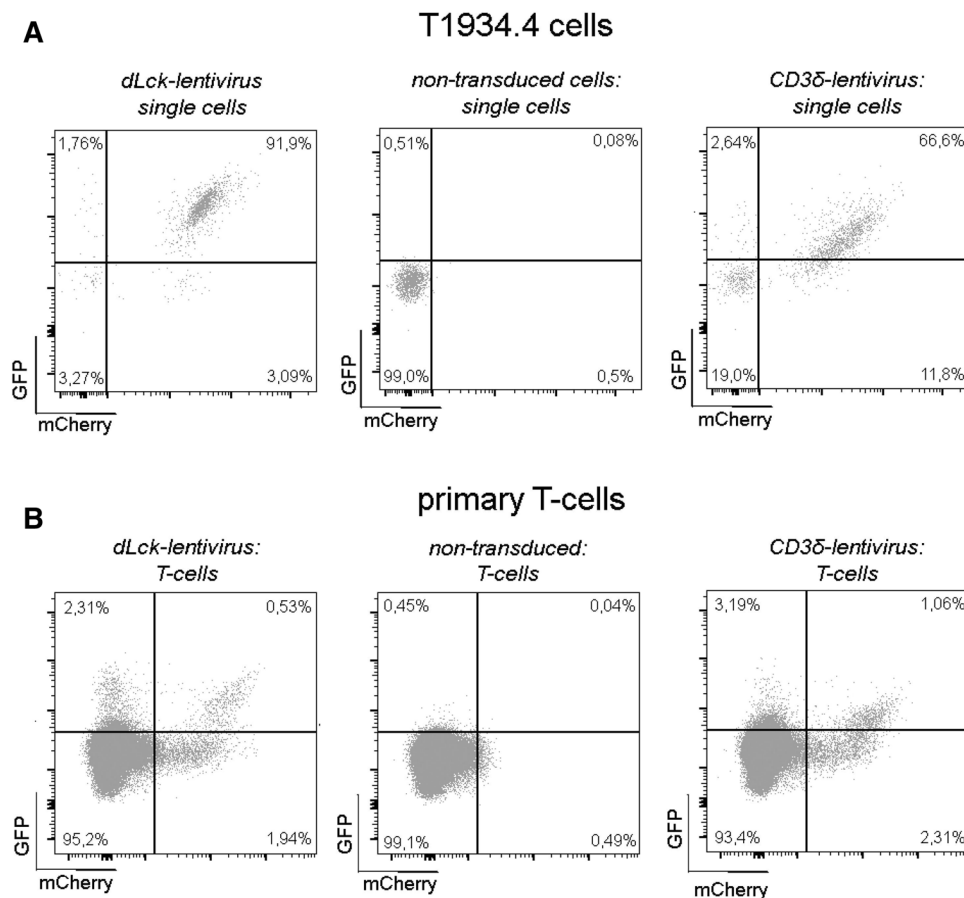 A
T1934.4 cells
dLck-lentivirus
single cells
non-transduced cells:
single cells
CD3δ-lentivirus:
single cells
1,76%
91,9%
3,27%
3,09%
GFP
mCherry
0,51%
0,08%
99,0%
0,5%
GFP
mCherry
2,64%
66,6%
19,0%
11,8%
GFP
mCherry
B
primary T-cells
dLck-lentivirus:
T-cells
non-transduced:
T-cells
CD3δ-lentivirus:
T-cells
2,31%
0,53%
95,2%
1,94%
GFP
mCherry
0,45%
0,04%
99,1%
0,49%
GFP
mCherry
3,19%
1,06%
93,4%
2,31%
GFP
mCherry